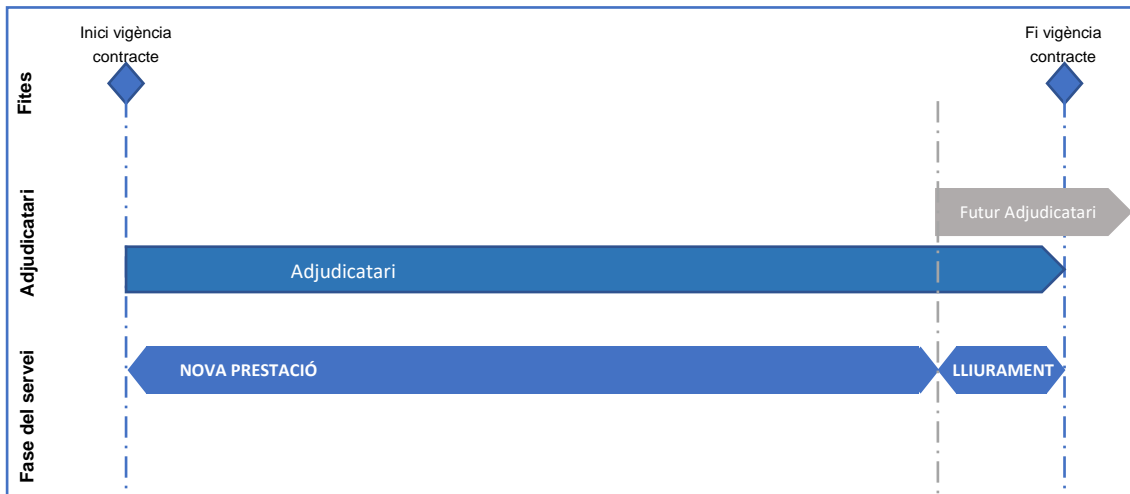 Inici vigència
contracte
Fi vigència
contracte
Fites
Futur Adjudicatari
Adjudicatari
Adjudicatari
NOVA PRESTACIÓ
LLIURAMENT
Fase del servei